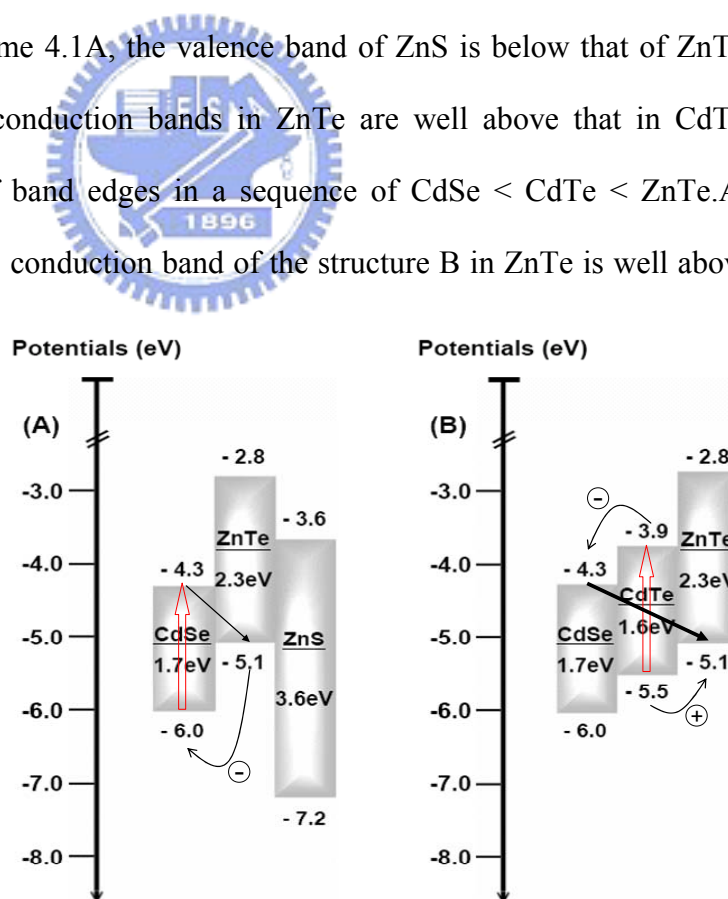 me 4.1A, the valence band of ZnS is below that of ZnT
conduction bands in ZnTe are well above that in CdT
f band edges in a sequence of CdSe < CdTe < ZnTe.A
conduction band of the structure B in ZnTe is well abov
1896
Potentials (eV)
(A)
-3.0
-4.0
-5.0
-6.0
-7.0
-8.0
- 2.8
- 3.6
ZnTe
2.3eV
- 4.3
CdSe
1.7eV
- 5.1
ZnS
3.6eV
- 6.0
-
- 7.2
Potentials (eV)
(B)
-3.0
-4.0
-5.0
-6.0
-7.0
-8.0
- 2.8
-
- 3.9
ZnTe
2.3eV
- 4.3
CdTe
1.6eV
CdSe
1.7eV
- 5.1
- 5.5
+
- 6.0